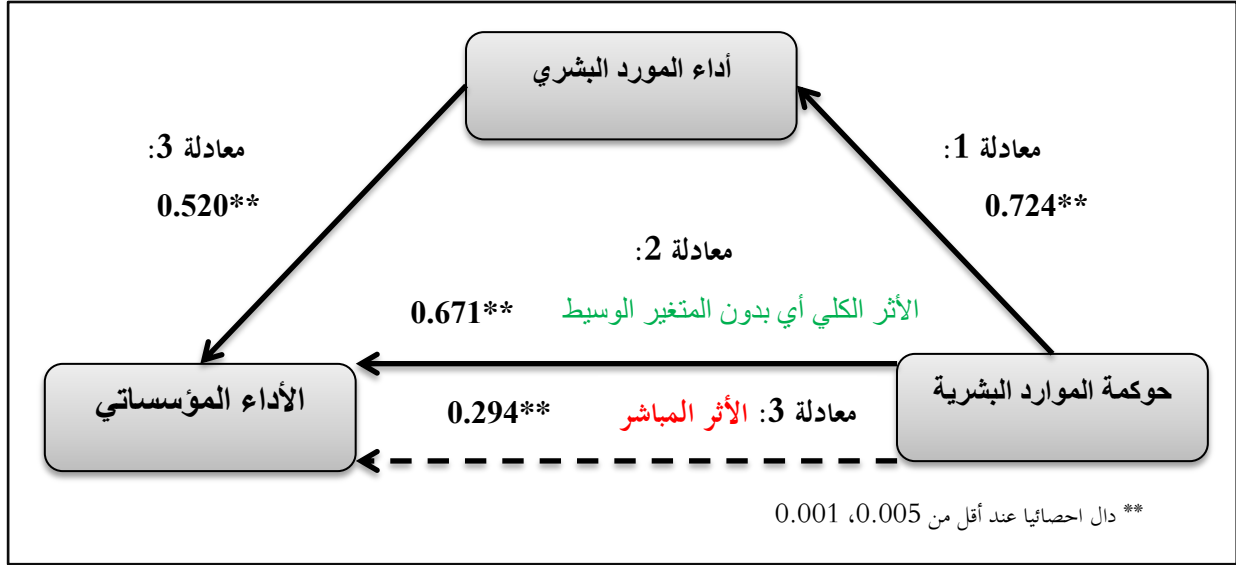 أداء المورد البشري
معادلة 1:
0.724**
معادلة 3:
0.520**
معادلة 2:
الأثر الكلي أي بدون المتغير الوسيط 0.671**
حوكمة الموارد البشرية
الأداء المؤسساتي
معادلة 3: الأثر المباشر 0.294**
** دال احصائيا عند أقل من 0.005، 0.001